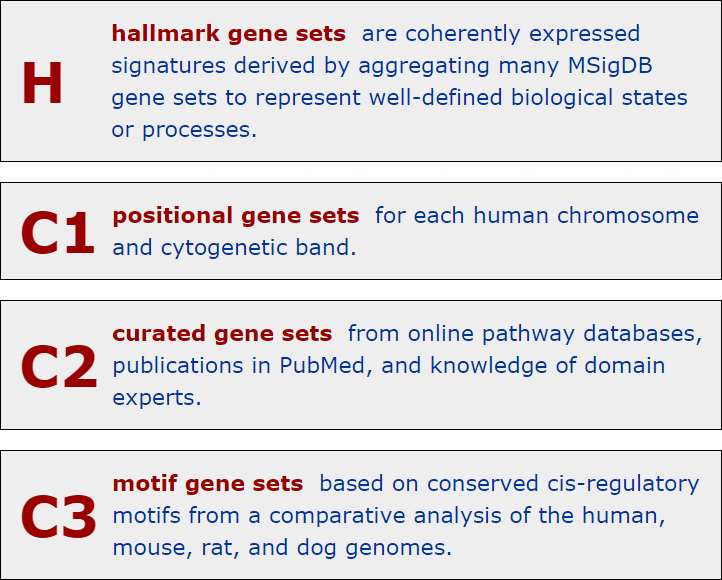 H
hallmark gene sets are coherently expressed
signatures derived by aggregating many MSigDB
gene sets to represent well-defined biological states
or processes.
C1
positional gene sets for each human chromosome
and cytogenetic band.
C2
curated gene sets from online pathway databases,
publications in PubMed, and knowledge of domain
experts.
C3
motif gene sets based on conserved cis-regulatory
motifs from a comparative analysis of the human,
mouse, rat, and dog genomes.